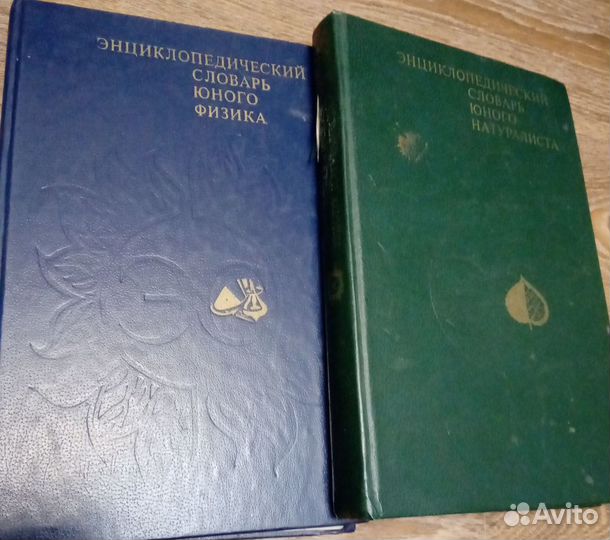 ЭНЦИКЛОПЕДИЧЕСКИЙ
СЛОВАРЬ
ЮНОГО
ФИЗИКА
ЭНЦИКЛОПЕДИЧЕСКИЙ
СЛОВАРЬ
ЮНОГО
НАТУРАЛИСТА
Avito